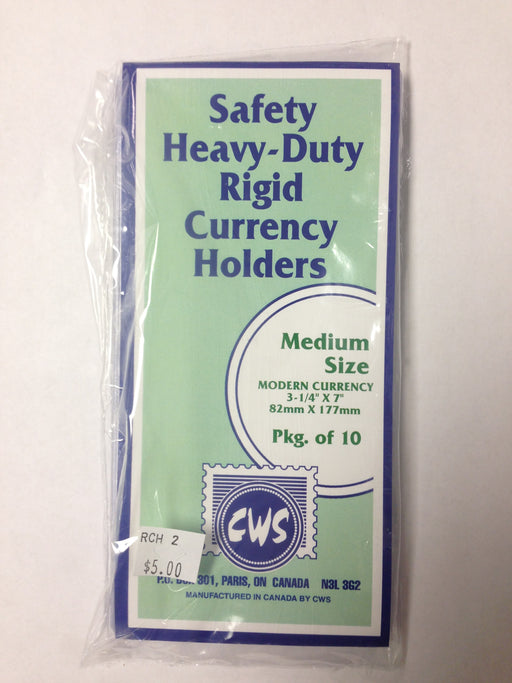 Safety
Heavy-Duty
Rigid
Currency
Holders
Medium
Size
MODERN CURRENCY
3-1/4" X 7"
82mm X 177mm
Pkg. of 10
CWS
RCH 2
$5.00
P.O. BOX 301, PARIS, ON CANADA N3L 3G2
MANUFACTURED IN CANADA BY CWS